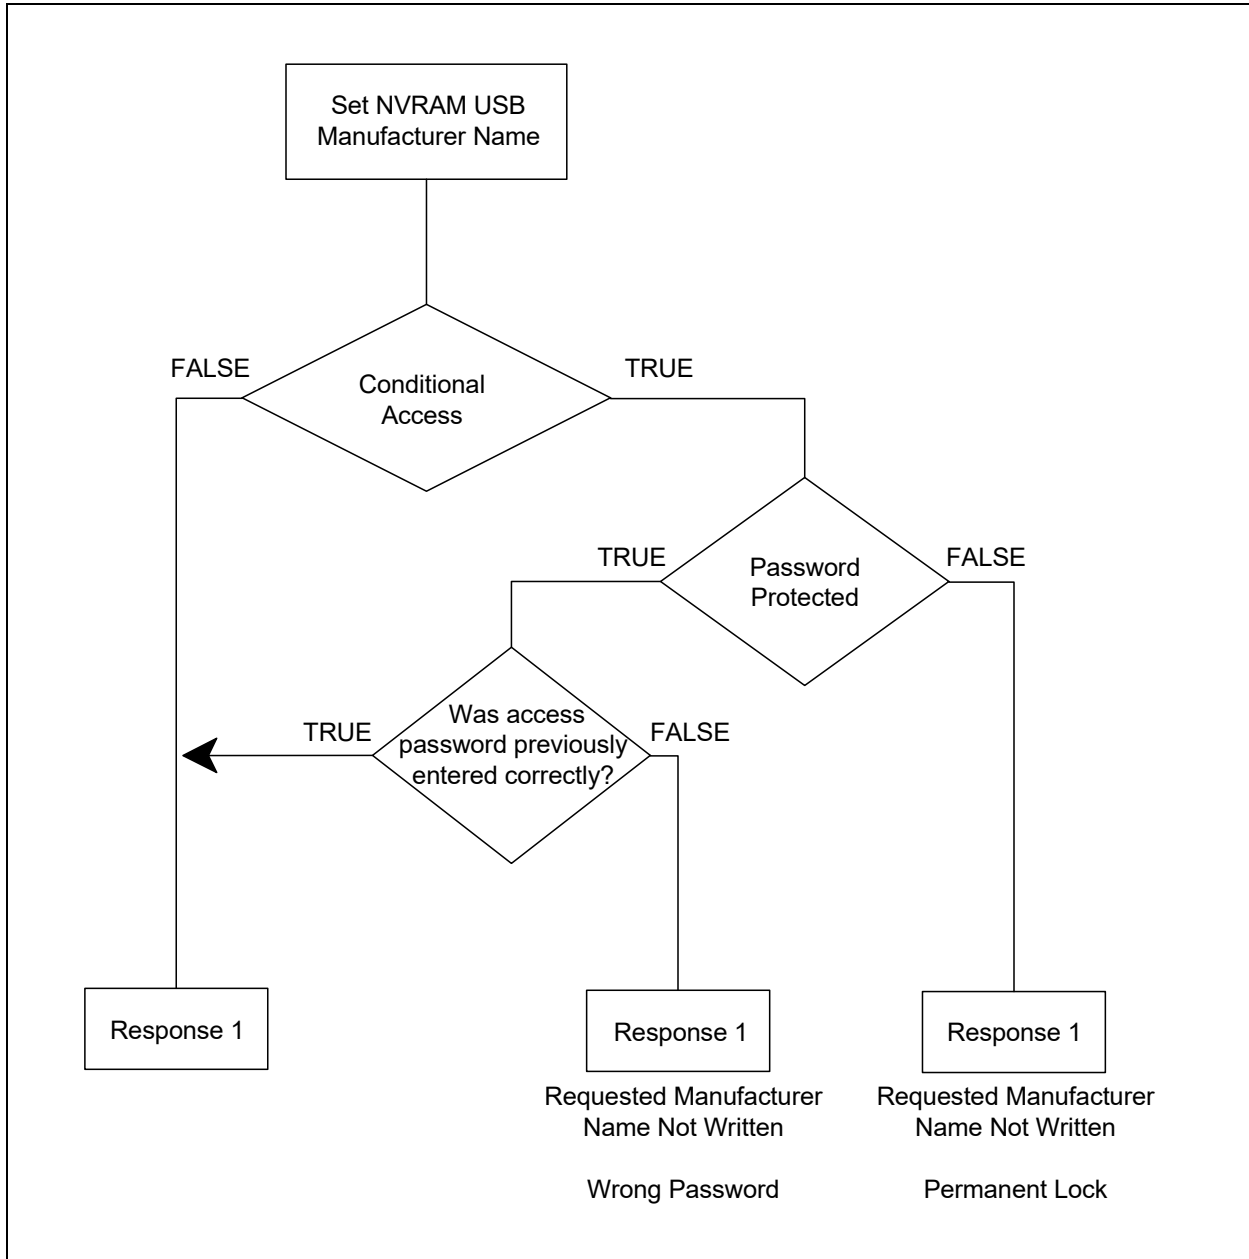 Set NVRAM USB
Manufacturer Name
FALSE
TRUE
Conditional
Access
TRUE
FALSE
Password
Protected
TRUE
FALSE
Was access
password previously
entered correctly?
Response 1
Response 1
Response 1
Requested Manufacturer
Name Not Written
Wrong Password
Requested Manufacturer
Name Not Written
Permanent Lock